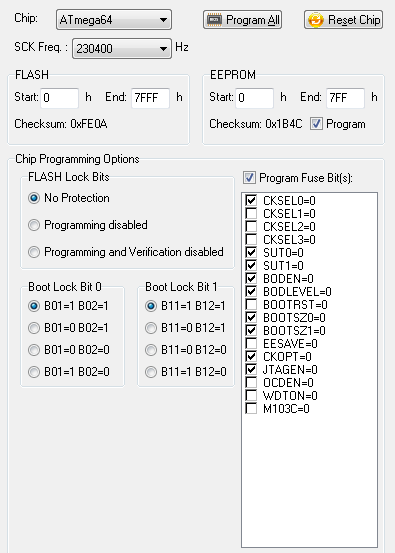 Chip: ATmega64 Program All Reset Chip
SCK Freq. : 230400 Hz
FLASH
Start: 0 h End: 7FFF h
Checksum: 0xFE0A
EEPROM
Start: 0 h End: 7FF h
Checksum: 0x1B4C Program
Chip Programming Options
FLASH Lock Bits
No Protection
Programming disabled
Programming and Verification disabled
Boot Lock Bit 0
B01=1 B02=1
B01=0 B02=1
B01=0 B02=0
B01=1 B02=0
Boot Lock Bit 1
B11=1 B12=1
B11=0 B12=1
B11=0 B12=0
B11=1 B12=0
Program Fuse Bit(s):
CKSEL0=0
CKSEL1=0
CKSEL2=0
CKSEL3=0
SUT0=0
SUT1=0
BODEN=0
BODLEVEL=0
BOOTRST=0
BOOTSZ0=0
BOOTSZ1=0
EESAVE=0
CKOPT=0
JTAGEN=0
OCDEN=0
WDTON=0
M103C=0